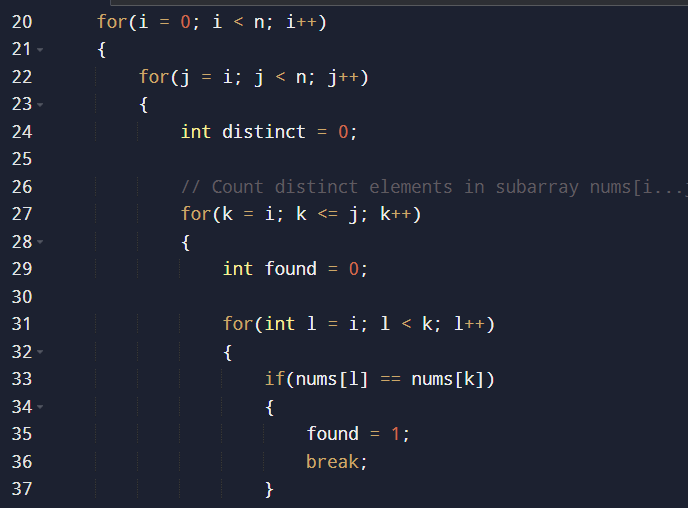 20 for(i = 0; i < n; i++)
21 {
22 for(j = i; j < n; j++)
23 {
24 int distinct = 0;
25
26 // Count distinct elements in subarray nums[i...j
27 for(k = i; k <= j; k++)
28 {
29 int found = 0;
30
31 for(int l = i; l < k; l++)
32 {
33 if(nums[l] == nums[k])
34 {
35 found = 1;
36 break;
37 }